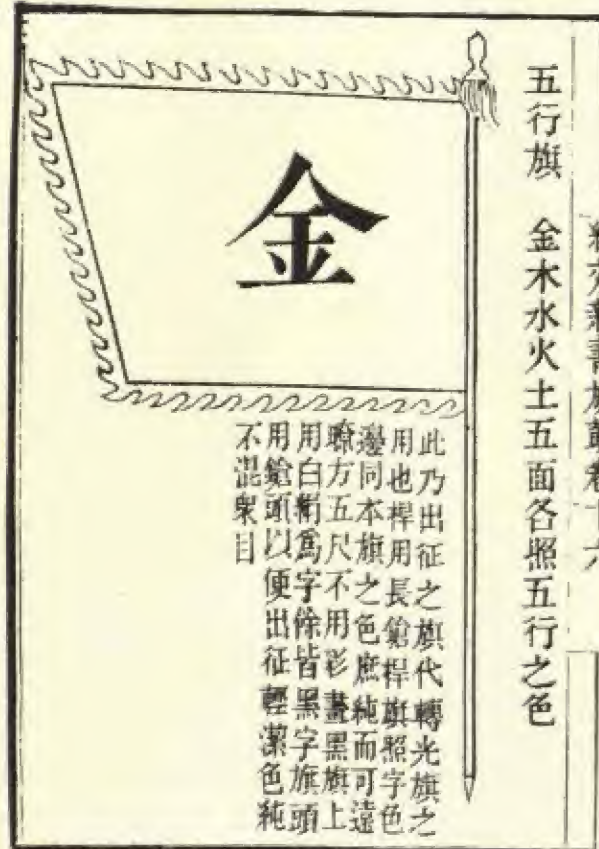 五行旗　金木水火土五面各照五行之色
金
此乃出征之旗代轉光旗之
用也桿用長鎗桿旗照字色
邊同本旗之色庶純而可遠
瞭方五尺不用彩畫黑旗上
用白絹爲字餘皆黑字旗頭
用鎗頭以便出征輕潔色純
不混衆目